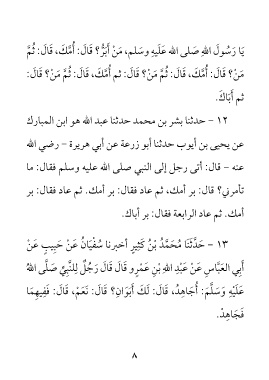 يَا رَسُولَ اللهِ صلى الله عَلَيْهِ وسلم، مَنْ أَبَرُّ؟ قَالَ: أُمَّكَ، قَالَ: ثُمَّ
مَنْ؟ قَالَ: أُمَّكَ، قَالَ: ثُمَّ مَنْ؟ قَالَ: ثم أُمَّكَ، قَالَ: ثُمَّ مَنْ؟ قَالَ:
ثم أَبَاكَ.
١٢ - حدثنا بشر بن محمد حدثنا عبد الله هو ابن المبارك
عن يحيى بن أيوب حدثنا أبو زرعة عن أبي هريرة - رضي الله
عنه - قال: أتى رجل إلى النبي صلى الله عليه وسلم فقال: ما
تأمرني؟ قال: بر أمك، ثم عاد فقال: بر أمك. ثم عاد فقال: بر
أمك. ثم عاد الرابعة فقال: بر أباك.
١٣ - حَدَّثَنَا مُحَمَّدُ بْنُ كَثِيرٍ أخبرنا سُفْيَانُ عَنْ حَبِيبٍ عَنْ
أَبِي العَبَّاسِ عَنْ عَبْدِ اللهِ بْنِ عَمْرٍو قَالَ قَالَ رَجُلٌ لِلنَّبِيِّ صَلَّى اللهُ
عَلَيْهِ وَسَلَّمَ: أُجَاهِدُ، قَالَ: لَكَ أَبَوَانِ؟ قَالَ: نَعَمْ، قَالَ: فَفِيهِمَا
فَجَاهِدْ.
٨